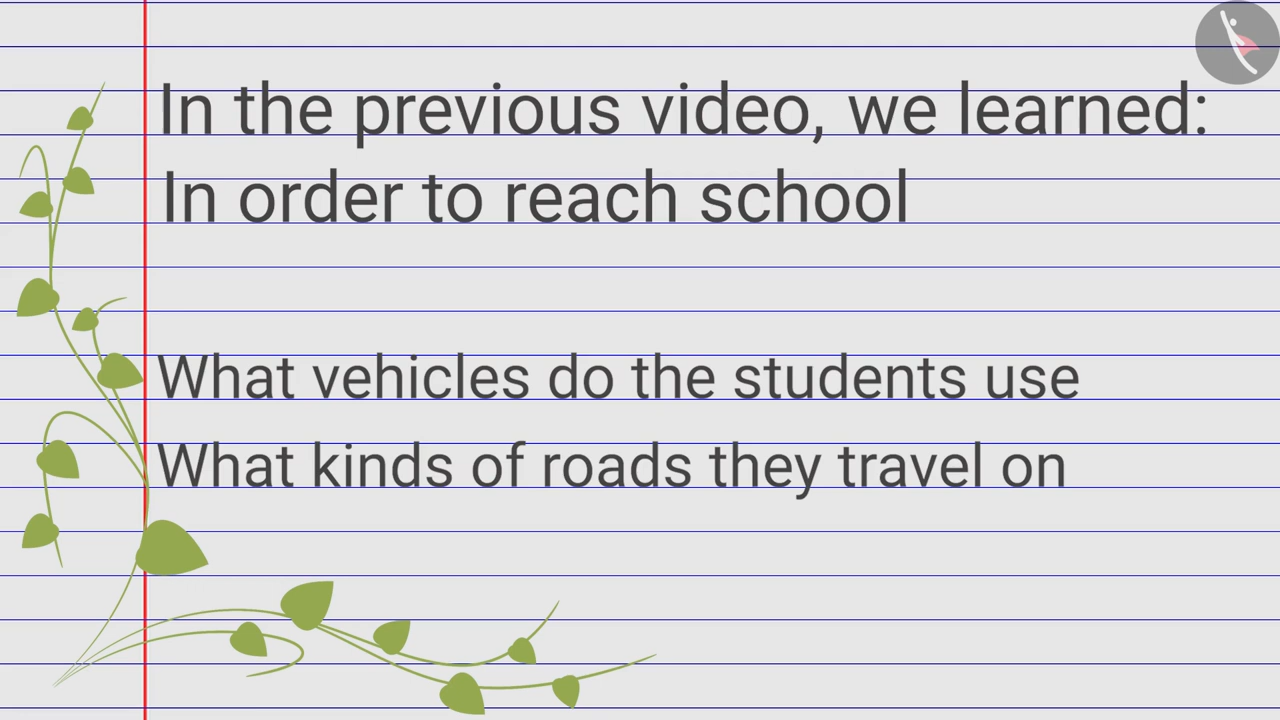 In the previous video, we learned:
In order to reach school
What vehicles do the students use
What kinds of roads they travel on